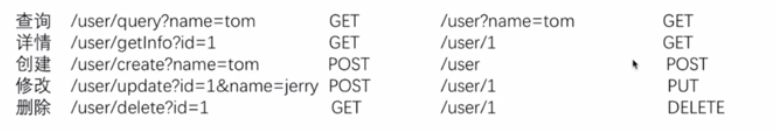 查询 /user/query?name=tom GET /user?name=tom GET
详情 /user/getInfo?id=1 GET /user/1 GET
创建 /user/create?name=tom POST /user POST
修改 /user/update?id=1&name=jerry POST /user/1 PUT
删除 /user/delete?id=1 GET /user/1 DELETE